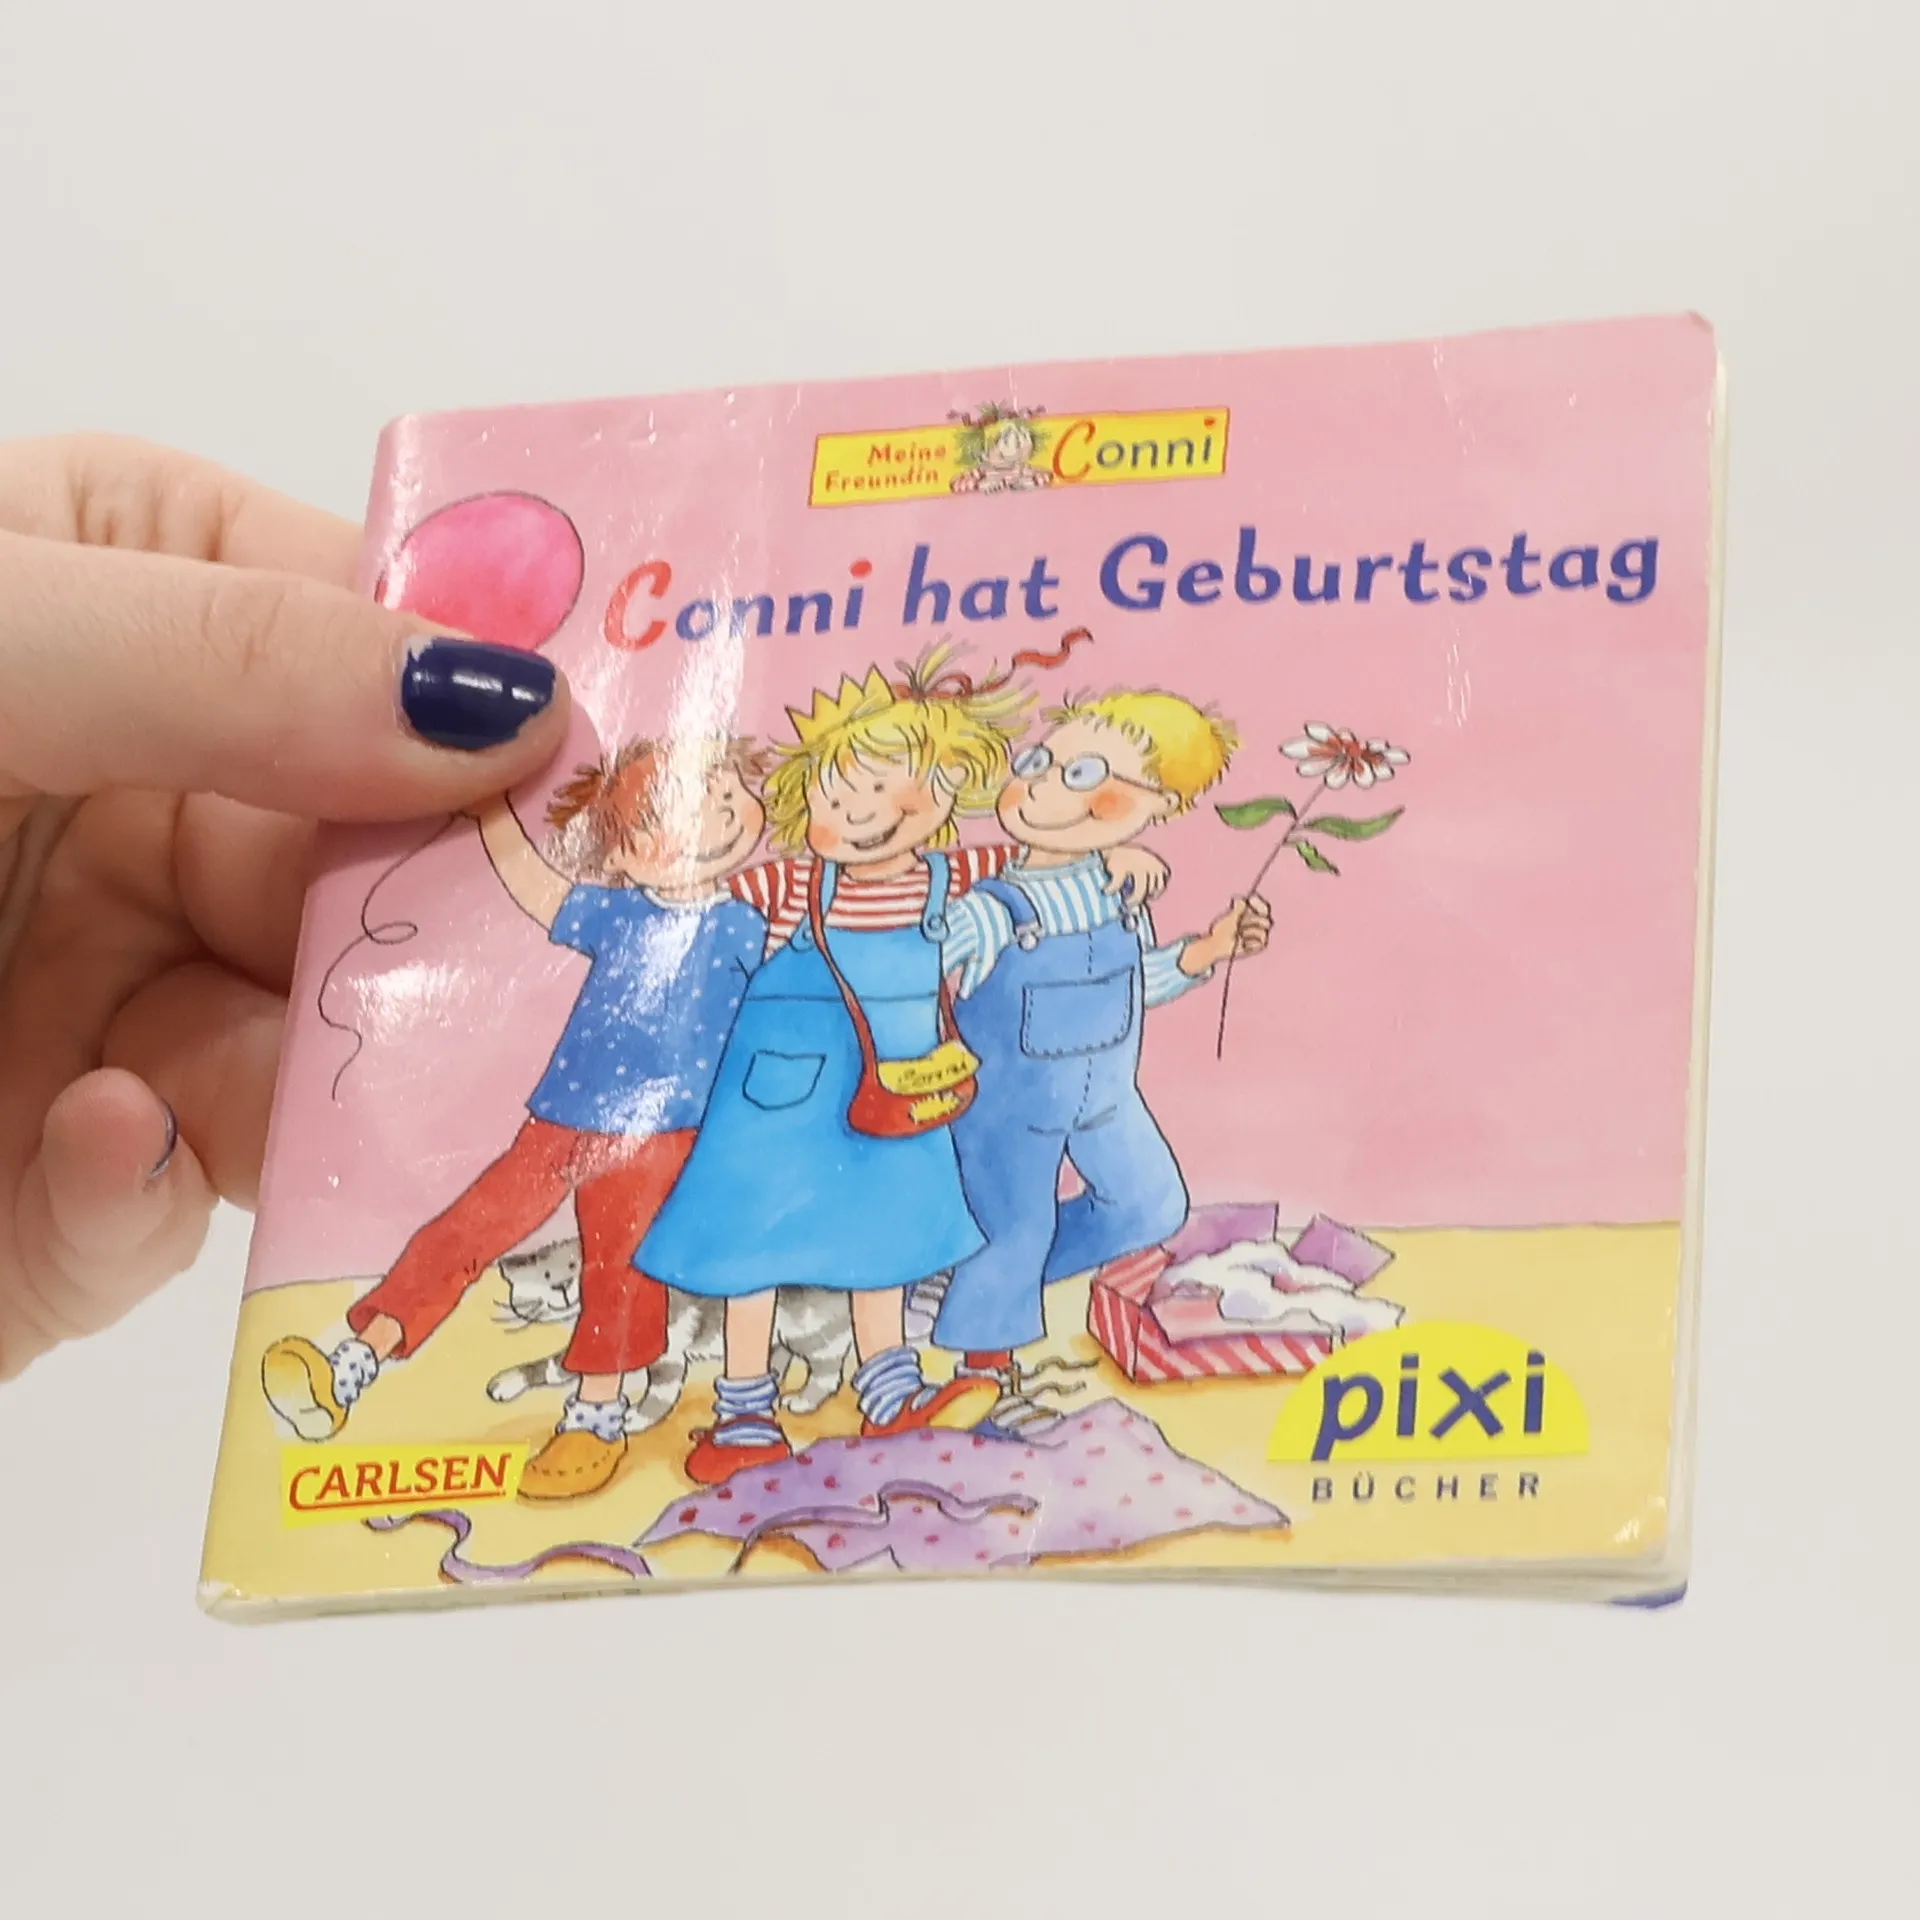 Meine
Freundin
Conni
Conni hat Geburtstag
CARLSEN
pixi
BÜCHER